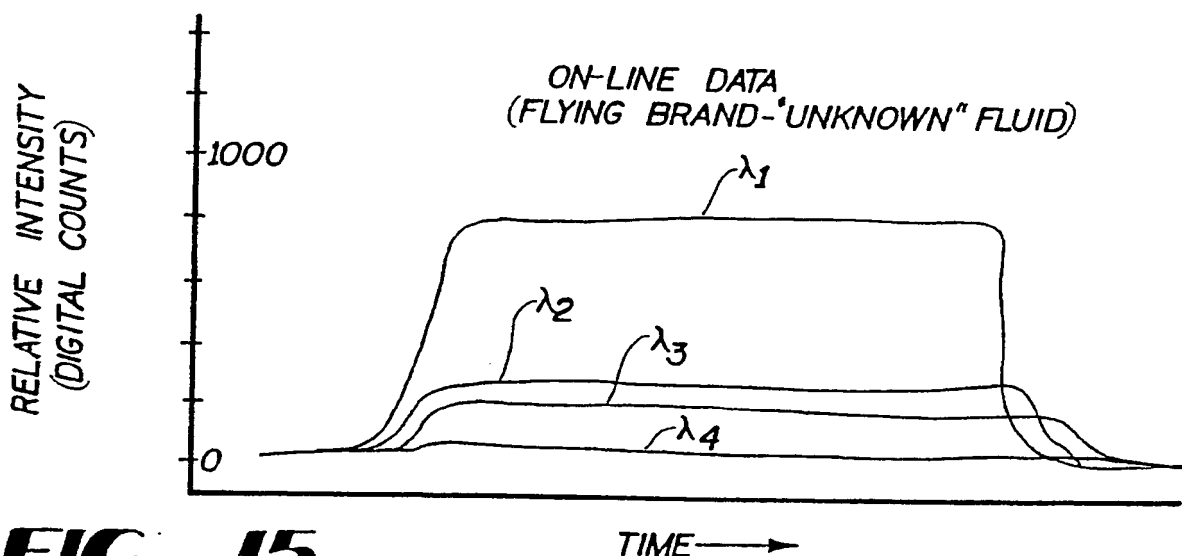 RELATIVE INTENSITY
(DIGITAL COUNTS)
ON-LINE DATA
(FLYING BRAND-"UNKNOWN" FLUID)
1000
λ1
λ2
λ3
λ4
0
TIME
FIG. 15